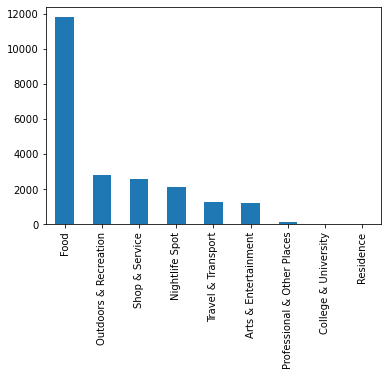 12000
10000
8000
6000
4000
2000
0
Food
Outdoors & Recreation
Shop & Service
Nightlife Spot
Travel & Transport
Arts & Entertainment
Professional & Other Places
College & University
Residence